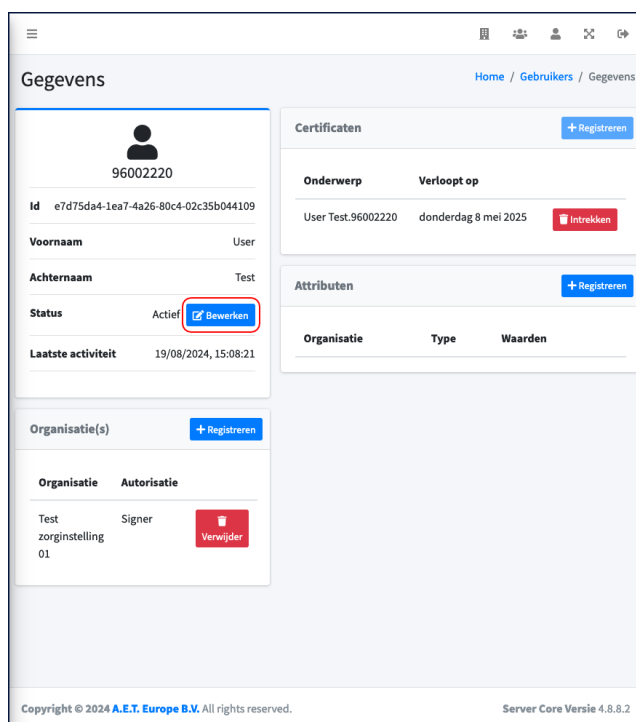 Gegevens
Home / Gebruikers / Gegevens
96002220
Id e7d75da4-1ea7-4a26-80c4-02c35b044109
Voornaam User
Achternaam Test
Status Actief Bewerken
Laatste activiteit 19/08/2024, 15:08:21
Organisatie(s) + Registreren
Organisatie Autorisatie
Test Signer
zorginstelling Verwijder
01
Certificaten + Registreren
Onderwerp Verloopt op
User Test.96002220 donderdag 8 mei 2025 Intrekken
Attributen + Registreren
Organisatie Type Waarden
Copyright © 2024 A.E.T. Europe B.V. All rights reserved.
Server Core Versie 4.8.8.2